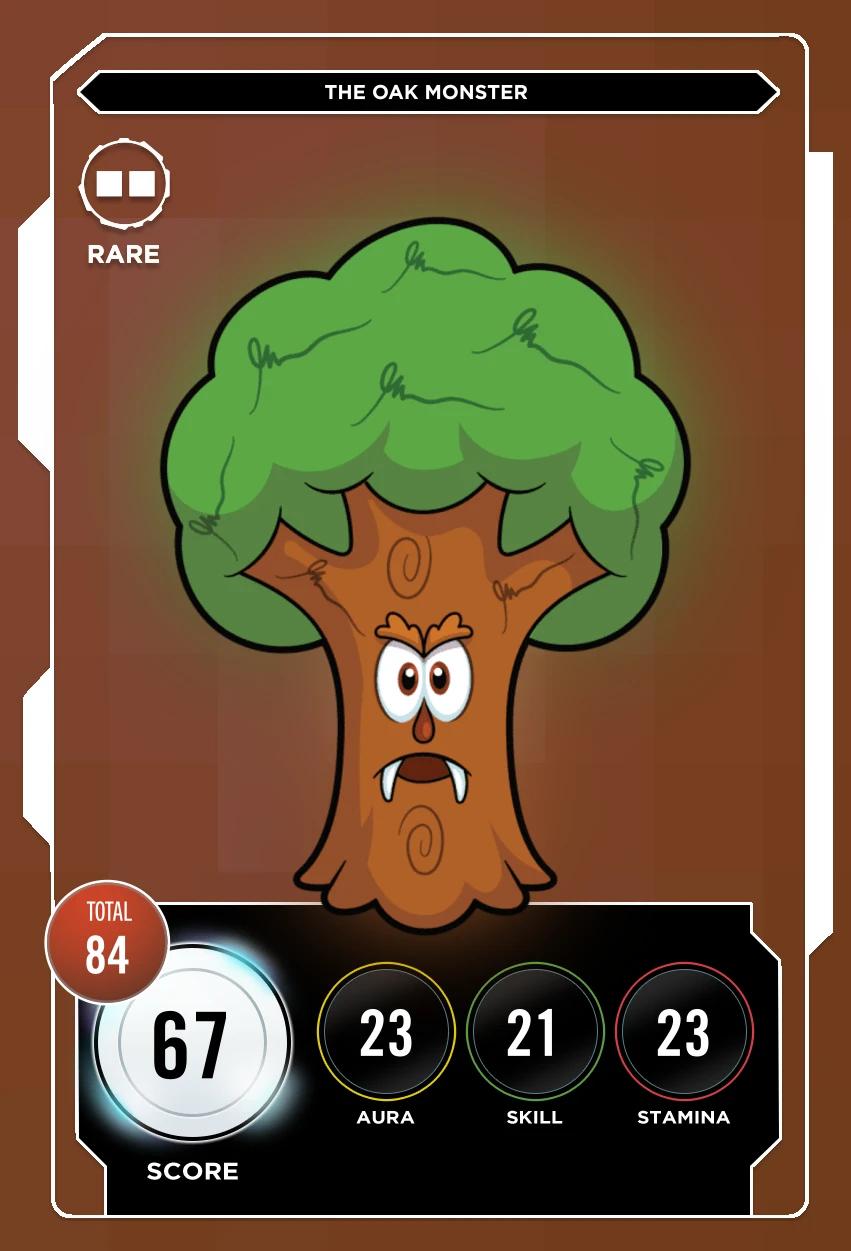 THE OAK MONSTER
RARE
TOTAL
84
67
SCORE
23
AURA
21
SKILL
23
STAMINA